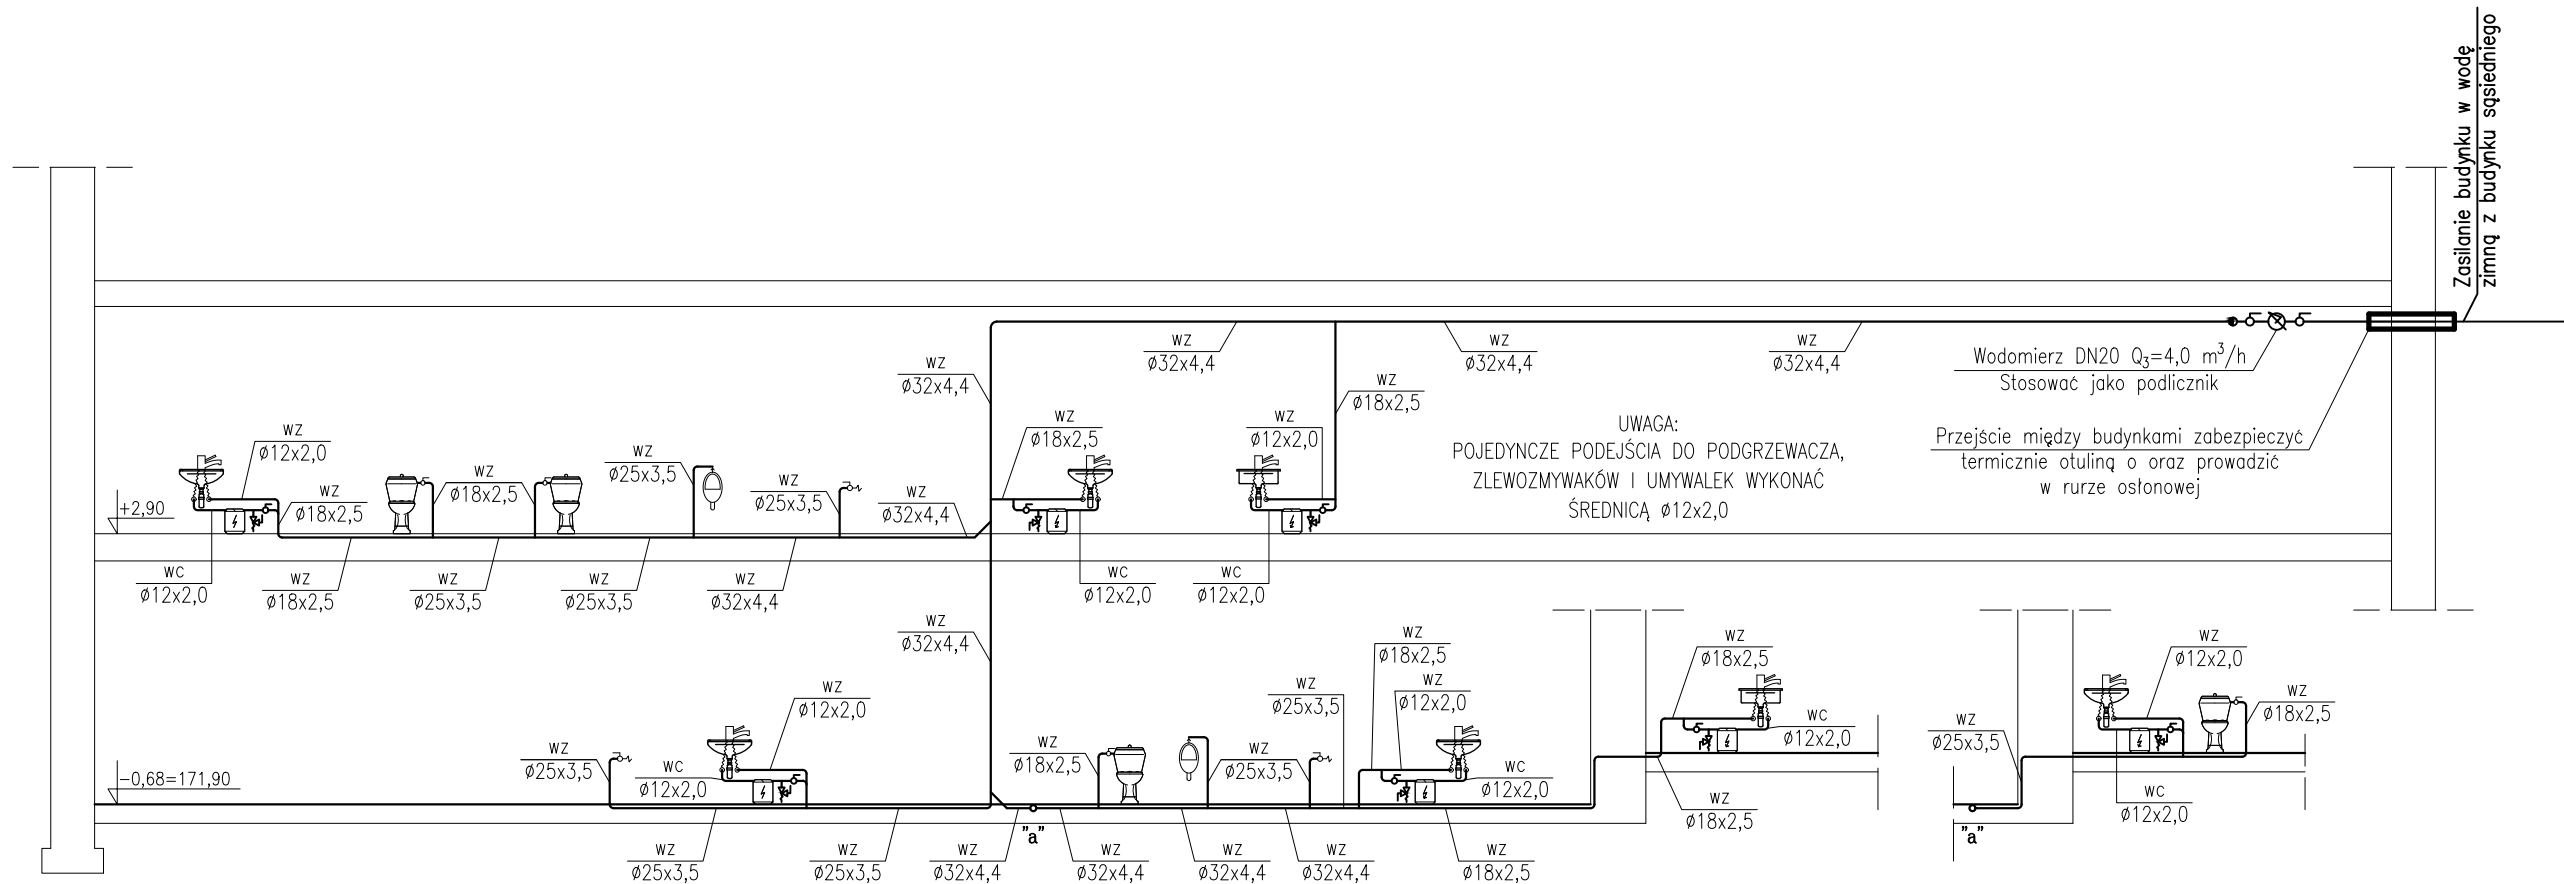 Zasilanie budynku w wodę
zimną z budynku sąsiedniego
WZ
Ø32x4,4
WZ
Ø32x4,4
WZ
Ø32x4,4
WZ
Ø32x4,4
Wodomierz DN20 Q3=4,0 m³/h
Stosować jako podlicznik
WZ
Ø18x2,5
UWAGA:
POJEDYNCZE PODEJŚCIA DO PODGRZEWACZA,
ZLEWOZMYWAKÓW I UMYWALEK WYKONAĆ
ŚREDNICĄ Ø12x2,0
Przejście między budynkami zabezpieczyć
termicznie otuliną o oraz prowadzić
w rurze osłonowej
WZ
Ø12x2,0
WZ
Ø18x2,5
WZ
Ø18x2,5
WZ
Ø25x3,5
WZ
Ø25x3,5
WZ
Ø32x4,4
WZ
Ø18x2,5
WZ
Ø12x2,0
+2,90
WC
Ø12x2,0
WZ
Ø18x2,5
WZ
Ø25x3,5
WZ
Ø25x3,5
WZ
Ø32x4,4
WC
Ø12x2,0
WC
Ø12x2,0
WZ
Ø32x4,4
WZ
Ø18x2,5
WZ
Ø12x2,0
WZ
Ø18x2,5
WZ
Ø12x2,0
WZ
Ø12x2,0
WZ
Ø25x3,5
WZ
Ø18x2,5
WZ
Ø25x3,5
WC
Ø12x2,0
WZ
Ø25x3,5
WC
Ø12x2,0
WZ
Ø18x2,5
WZ
Ø25x3,5
WC
Ø12x2,0
-0,68=171,90
WZ
Ø18x2,5
WC
Ø12x2,0
"a"
"a"
WZ
Ø25x3,5
WZ
Ø25x3,5
WZ
Ø32x4,4
WZ
Ø32x4,4
WZ
Ø32x4,4
WZ
Ø32x4,4
WZ
Ø18x2,5